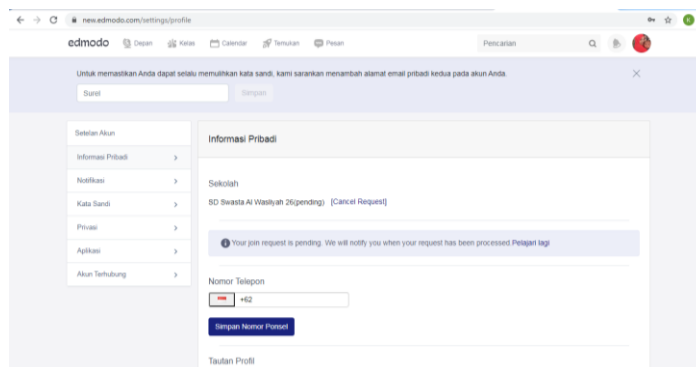 new.edmodo.com/settings/profile
edmodo Depan Kelas Calendar Temukan Pesan Pencarian
Untuk memastikan Anda dapat selalu memulihkan kata sandi, kami sarankan menambah alamat email pribadi kedua pada akun Anda.
Surel Simpan
Setelan Akun
Informasi Pribadi
Notifikasi
Kata Sandi
Privasi
Aplikasi
Akun Terhubung
Informasi Pribadi
Sekolah
SD Swasta Al Wasliyah 26(pending) [Cancel Request]
Your join request is pending. We will notify you when your request has been processed.Pelajari lagi
Nomor Telepon
+62
Simpan Nomor Ponsel
Tautan Profil